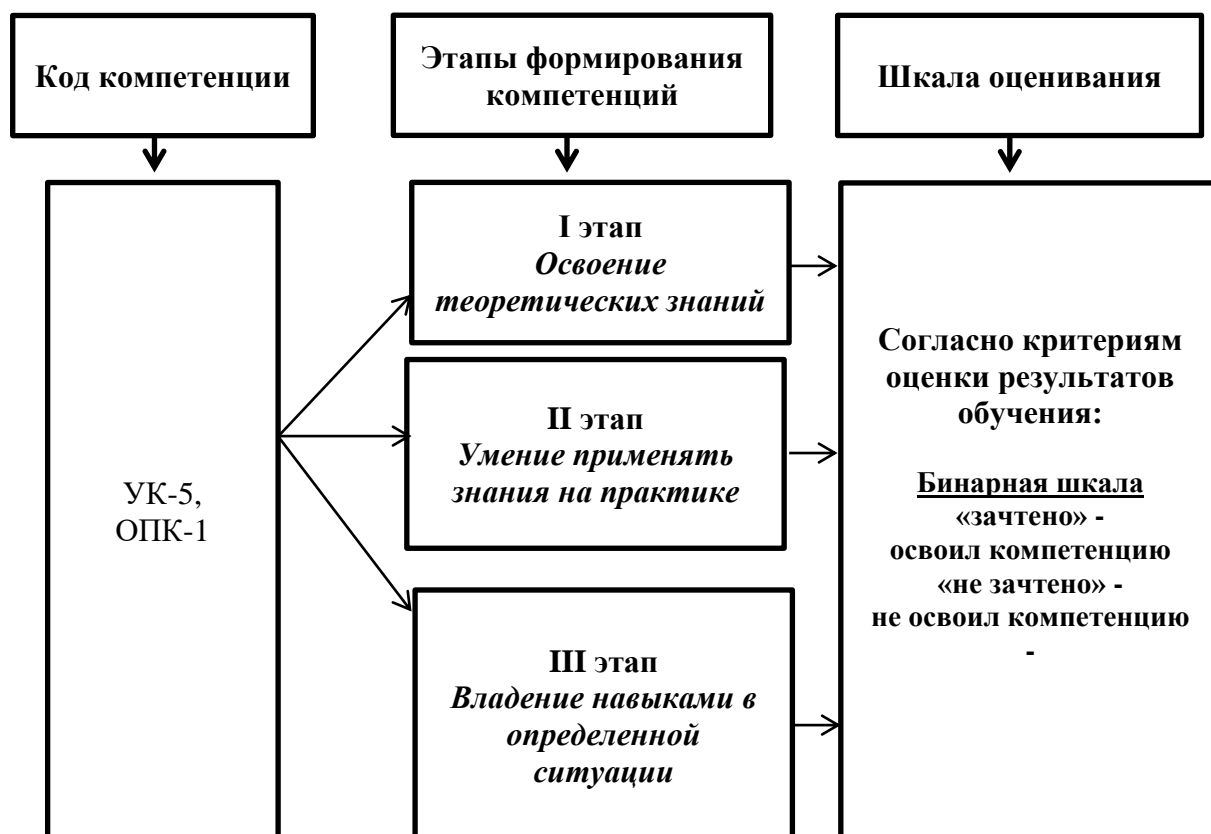 Код компетенции
Этапы формирования
компетенций
Шкала оценивания
УК-5,
ОПК-1
I этап
Освоение
теоретических знаний
II этап
Умение применять
знания на практике
III этап
Владение навыками в
определенной
ситуации
Согласно критериям
оценки результатов
обучения:
Бинарная шкала
«зачтено» -
освоил компетенцию
«не зачтено» -
не освоил компетенцию
-